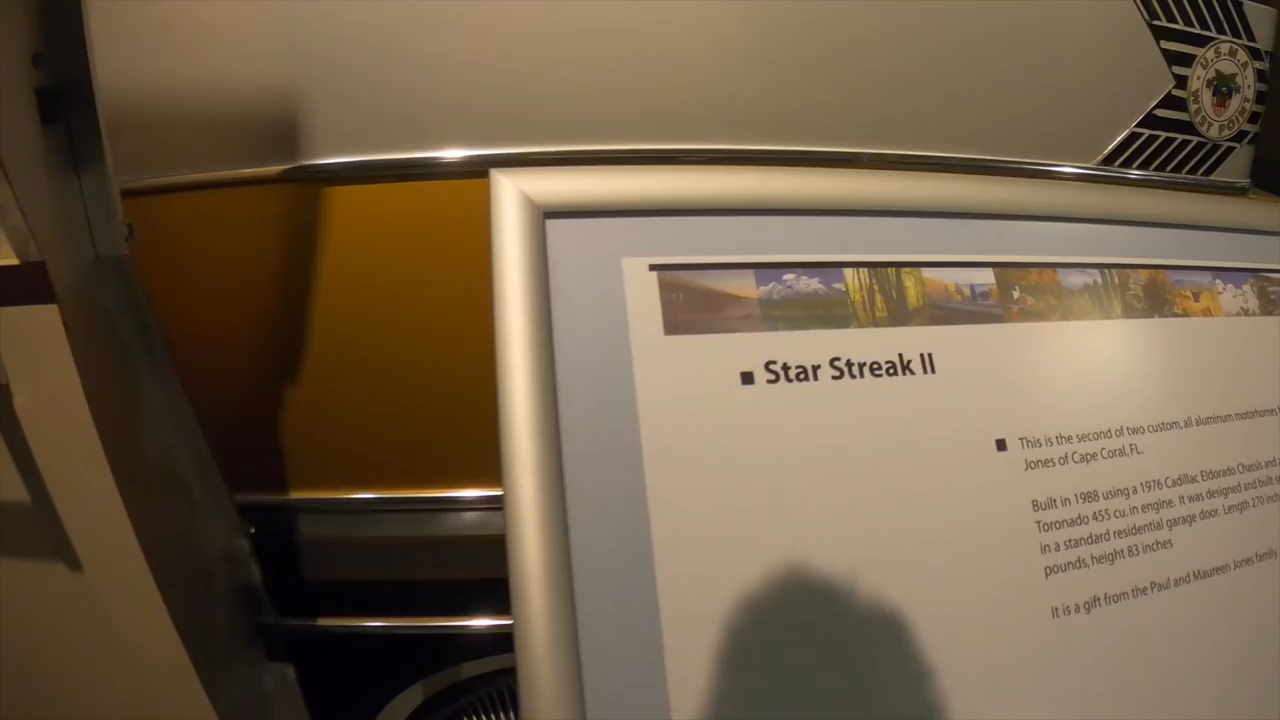 U.S.M.A.
WEST POINT
Star Streak II
This is the second of two custom, all aluminum motorhomes
Jones of Cape Coral, FL.
Built in 1988 using a 1976 Cadillac Eldorado Chassis and
Toronado 455 cu. in engine. It was designed and built
in a standard residential garage door. Length 270 inch
pounds, height 83 inches
It is a gift from the Paul and Maureen Jones family